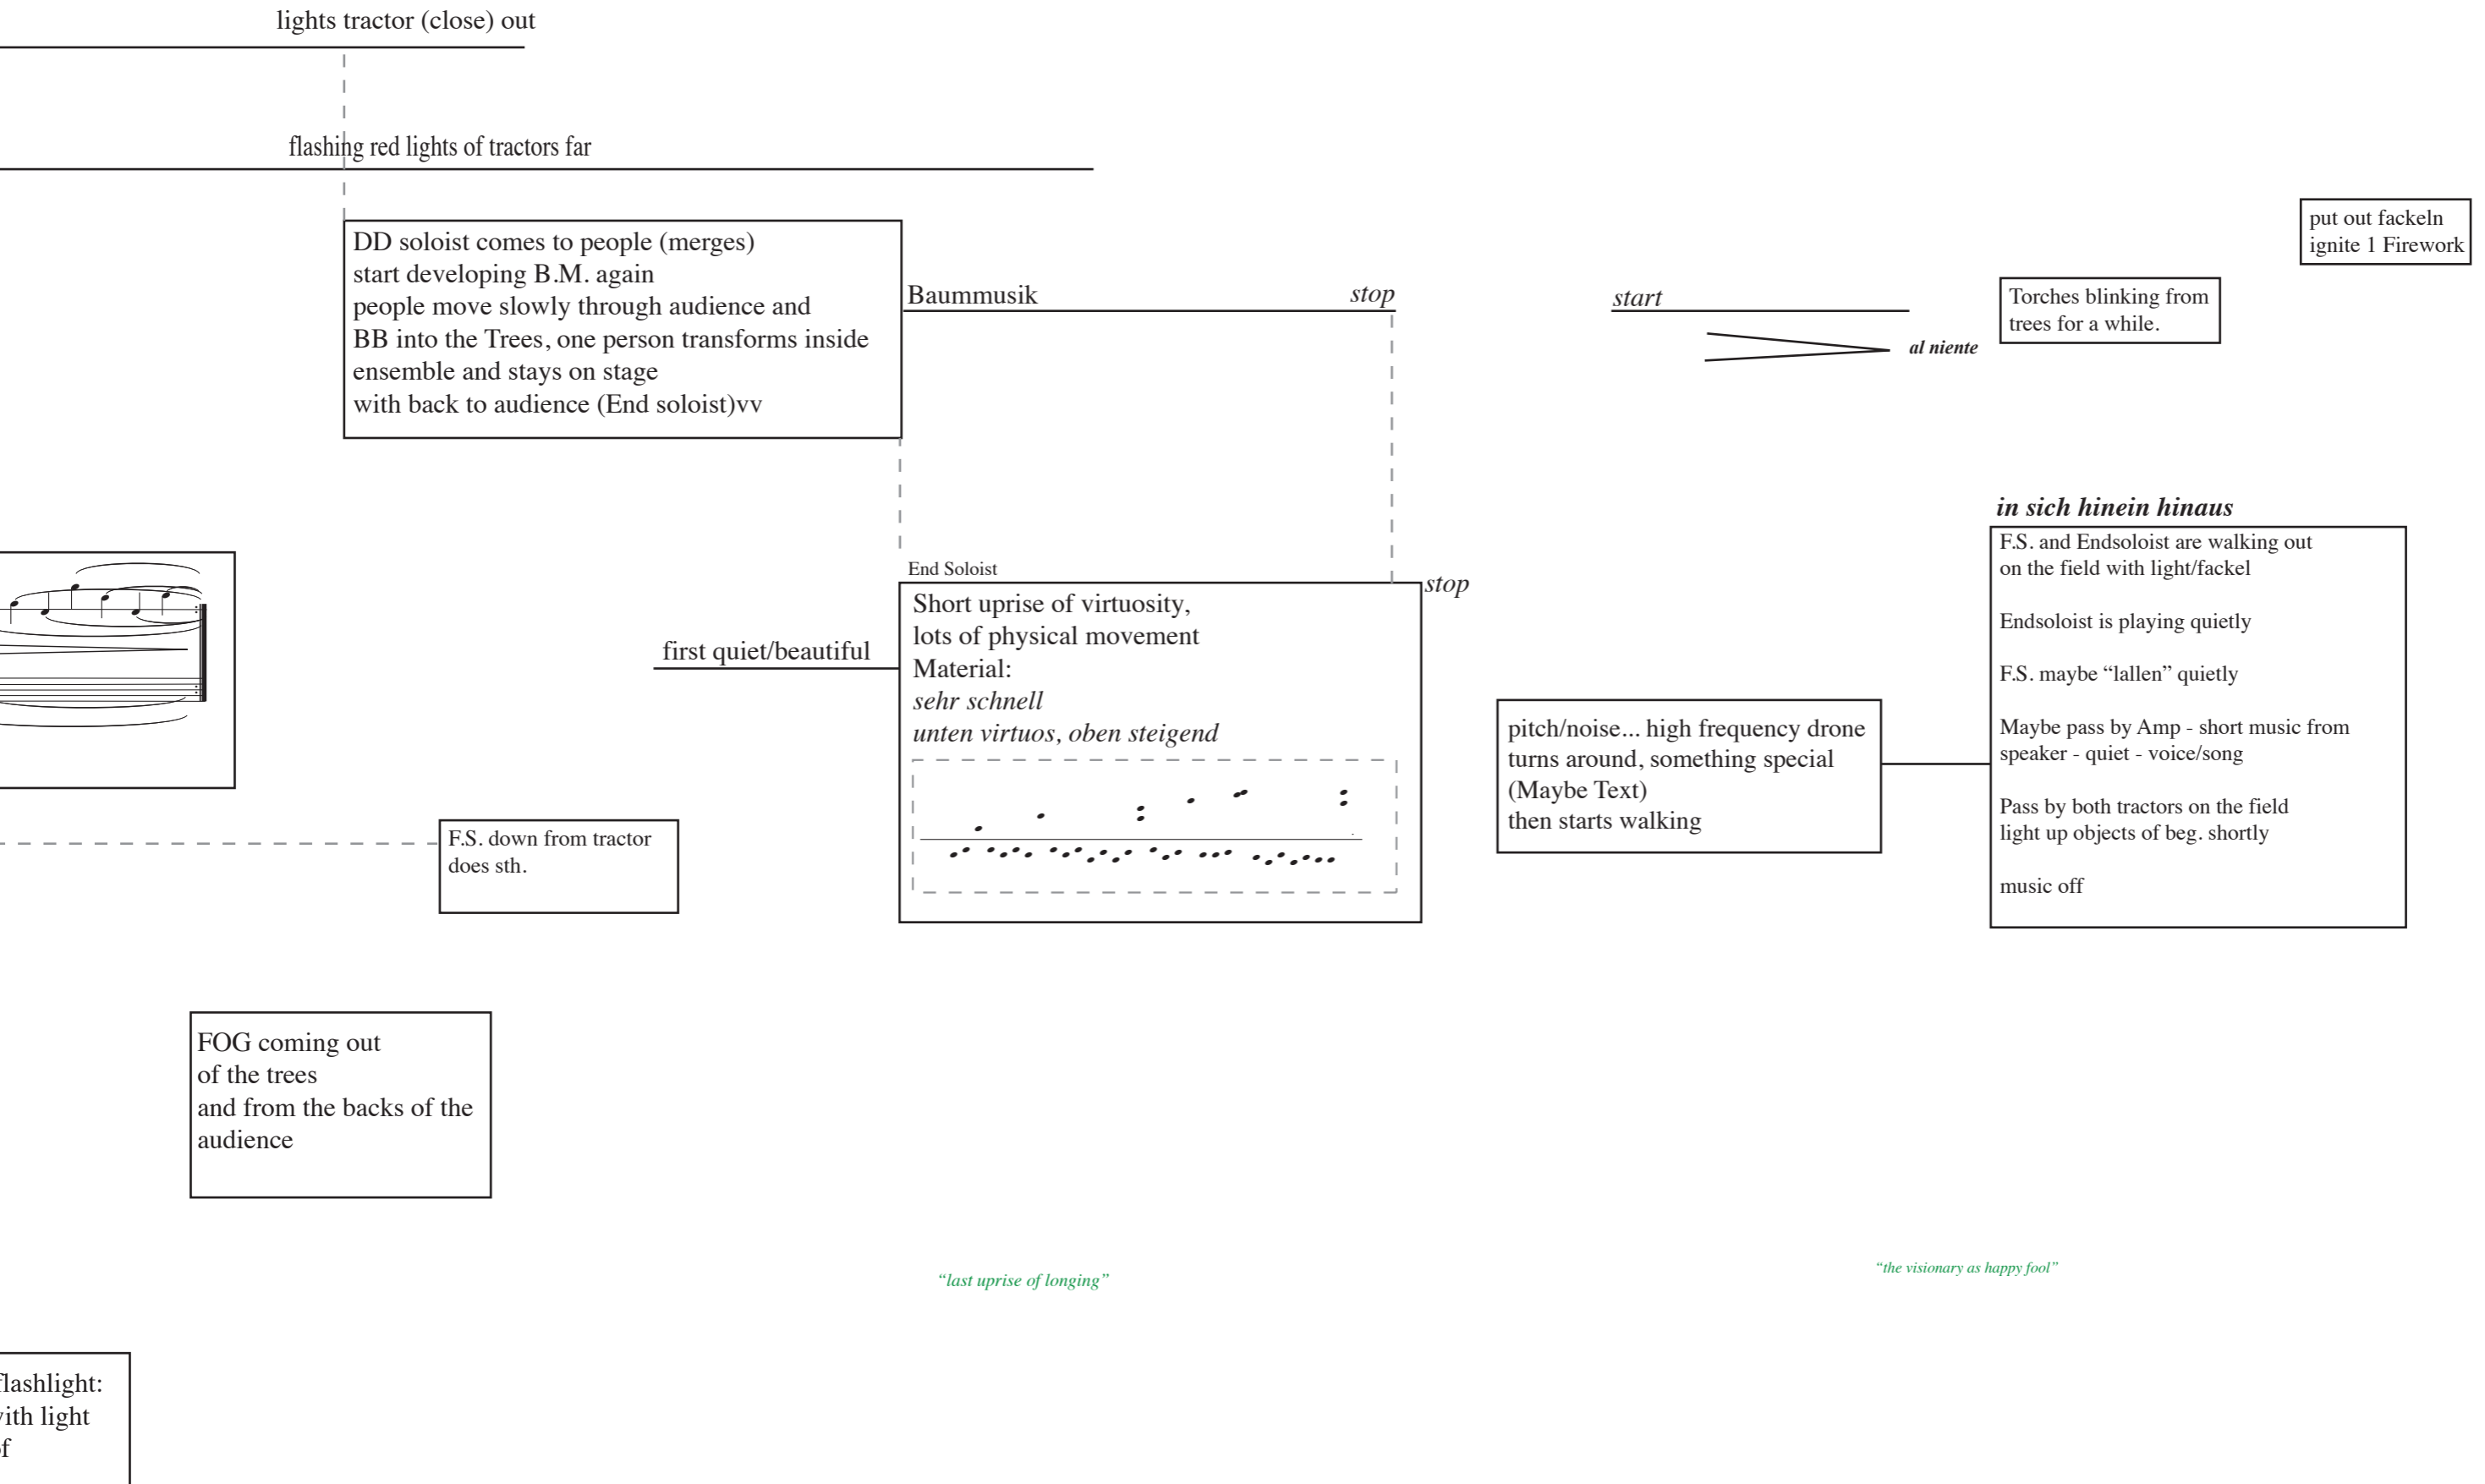 lights tractor (close) out
flashing red lights of tractors far
put out fackeln
ignite 1 Firework
DD soloist comes to people (merges)
start developing B.M. again
people move slowly through audience and
BB into the Trees, one person transforms inside
ensemble and stays on stage
with back to audience (End soloist)vv
Baummusik
stop
start
al niente
Torches blinking from
trees for a while.
in sich hinein hinaus
F.S. and Endsoloist are walking out
on the field with light/fackel
Endsoloist is playing quietly
F.S. maybe “lallen” quietly
Maybe pass by Amp - short music from
speaker - quiet - voice/song
Pass by both tractors on the field
light up objects of beg. shortly
music off
End Soloist
stop
Short uprise of virtuosity,
lots of physical movement
Material:
sehr schnell
unten virtuos, oben steigend
first quiet/beautiful
pitch/noise... high frequency drone
turns around, something special
(Maybe Text)
then starts walking
F.S. down from tractor
does sth.
FOG coming out
of the trees
and from the backs of the
audience
“last uprise of longing”
“the visionary as happy fool”
flashlight:
with light
of